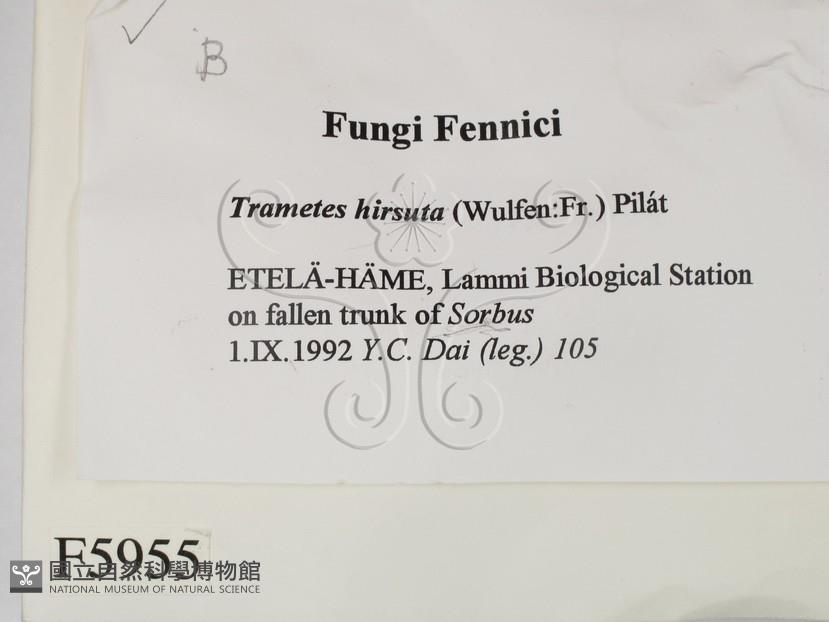 B
Fungi Fennici
Trametes hirsuta (Wulfen:Fr.) Pilát
ETELÄ-HÄME, Lammi Biological Station
on fallen trunk of Sorbus
1.IX.1992 Y.C. Dai (leg.) 105
F5955
國立自然科學博物館
NATIONAL MUSEUM OF NATURAL SCIENCE